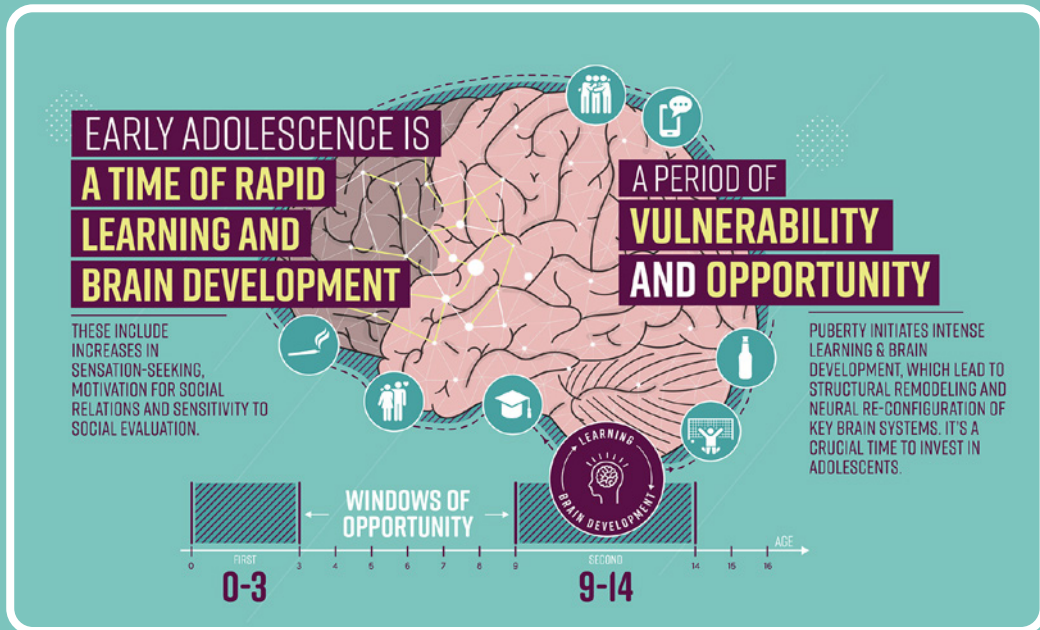 EARLY ADOLESCENCE IS
A TIME OF RAPID
LEARNING AND
BRAIN DEVELOPMENT
THESE INCLUDE
INCREASES IN
SENSATION-SEEKING,
MOTIVATION FOR SOCIAL
RELATIONS AND SENSITIVITY TO
SOCIAL EVALUATION.
A PERIOD OF
VULNERABILITY
AND OPPORTUNITY
PUBERTY INITIATES INTENSE
LEARNING & BRAIN
DEVELOPMENT, WHICH LEAD TO
STRUCTURAL REMODELING AND
NEURAL RE-CONFIGURATION OF
KEY BRAIN SYSTEMS. IT'S A
CRUCIAL TIME TO INVEST IN
ADOLESCENTS.
LEARNING
BRAIN DEVELOPMENT
WINDOWS OF
OPPORTUNITY
AGE
0 3 4 5 6 7 8 9 14 15 16
FIRST SECOND
0-3 9-14